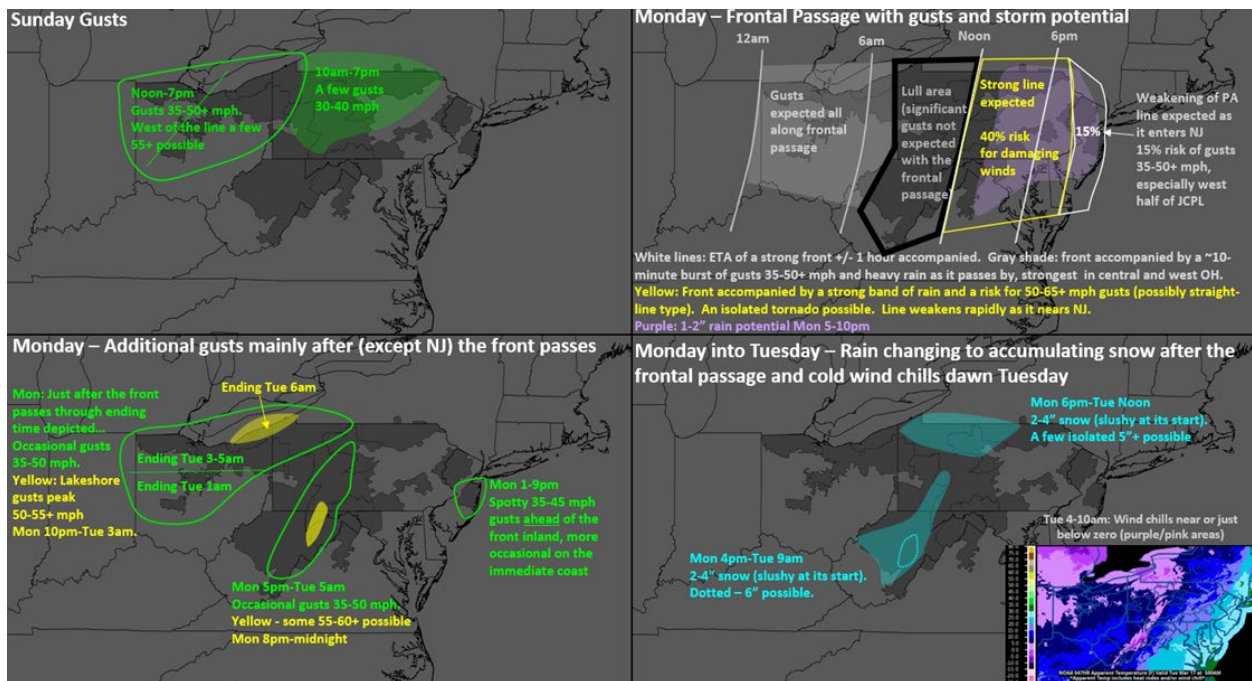 Sunday Gusts
Noon-7pm
Gusts 35-50+ mph.
West of the line a few
55+ possible
10am-7pm
A few gusts
30-40 mph
Monday – Frontal Passage with gusts and storm potential
12am
6am
Noon
6pm
Gusts
expected all
along frontal
passage
Lull area
(significant
gusts not
expected
with the
frontal
passage)
Strong line
expected
40% risk
for damaging
winds
15%
Weakening of PA
line expected as
it enters NJ
15% risk of gusts
35-50+ mph,
especially west
half of JCPL
White lines: ETA of a strong front +/- 1 hour accompanied. Gray shade: front accompanied by a ~10-
minute burst of gusts 35-50+ mph and heavy rain as it passes by, strongest in central and west OH.
Yellow: Front accompanied by a strong band of rain and a risk for 50-65+ mph gusts (possibly straight-
line type). An isolated tornado possible. Line weakens rapidly as it nears NJ.
Purple: 1-2” rain potential Mon 5-10pm
Monday – Additional gusts mainly after (except NJ) the front passes
Mon: Just after the front
passes through ending
time depicted...
Occasional gusts
35-50 mph.
Yellow: Lakeshore
gusts peak
50-55+ mph
Mon 10pm-Tue 3am.
Ending Tue 6am
Ending Tue 3-5am
Ending Tue 1am
Mon 1-9pm
Spotty 35-45 mph
gusts ahead of the
front inland, more
occasional on the
immediate coast
Mon 5pm-Tue 5am
Occasional gusts 35-50 mph.
Yellow - some 55-60+ possible
Mon 8pm-midnight
Monday into Tuesday – Rain changing to accumulating snow after the
frontal passage and cold wind chills dawn Tuesday
Mon 6pm-Tue Noon
2-4” snow (slushy at its start).
A few isolated 5”+ possible
Mon 4pm-Tue 9am
2-4” snow (slushy at its start).
Dotted – 6” possible.
Tue 4-10am: Wind chills near or just
below zero (purple/pink areas)
*Apparent Temp includes heat index and/or wind chill*